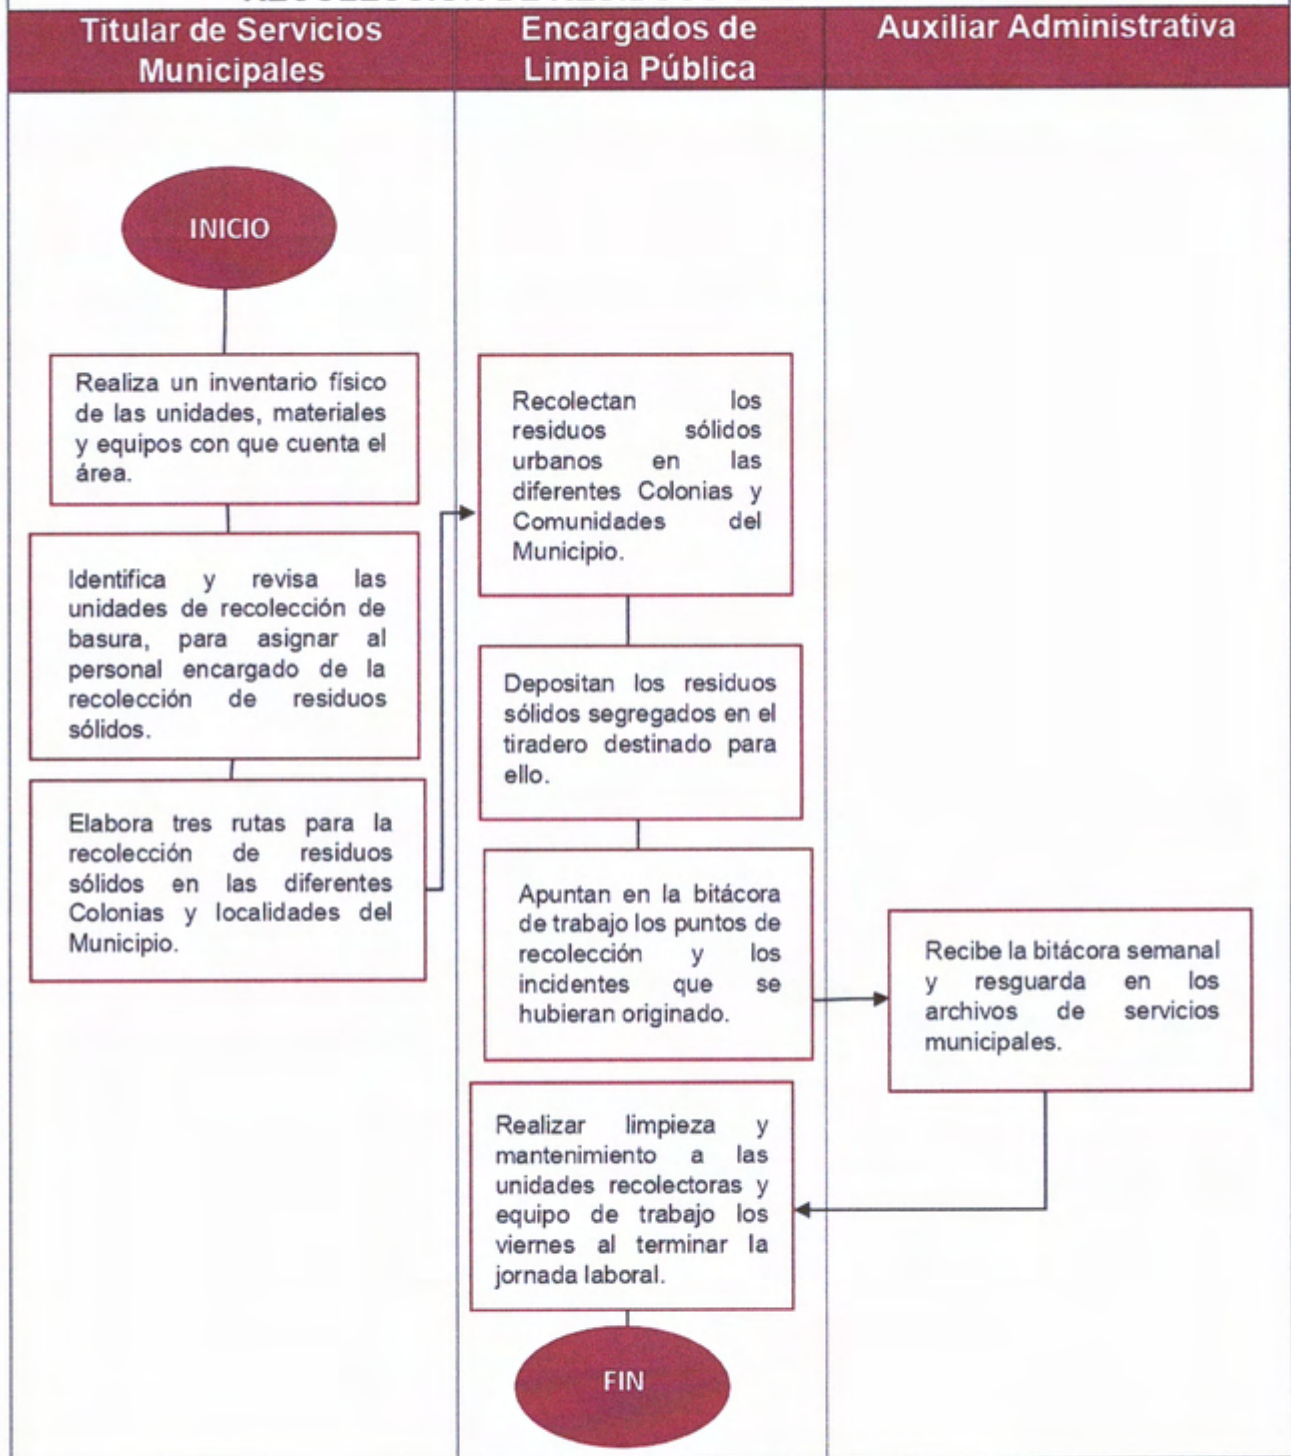 Titular de Servicios
Municipales
Encargados de
Limpia Pública
Auxiliar Administrativa
INICIO
Realiza un inventario físico
de las unidades, materiales
y equipos con que cuenta el
área.
Identifica y revisa las
unidades de recolección de
basura, para asignar al
personal encargado de la
recolección de residuos
sólidos.
Elabora tres rutas para la
recolección de residuos
sólidos en las diferentes
Colonias y localidades del
Municipio.
Recolectan los
residuos sólidos
urbanos en las
diferentes Colonias y
Comunidades del
Municipio.
Depositan los residuos
sólidos segregados en el
tiradero destinado para
ello.
Apuntan en la bitácora
de trabajo los puntos de
recolección y los
incidentes que se
hubieran originado.
Recibe la bitácora semanal
y resguarda en los
archivos de servicios
municipales.
Realizar limpieza y
mantenimiento a las
unidades recolectoras y
equipo de trabajo los
viernes al terminar la
jornada laboral.
FIN